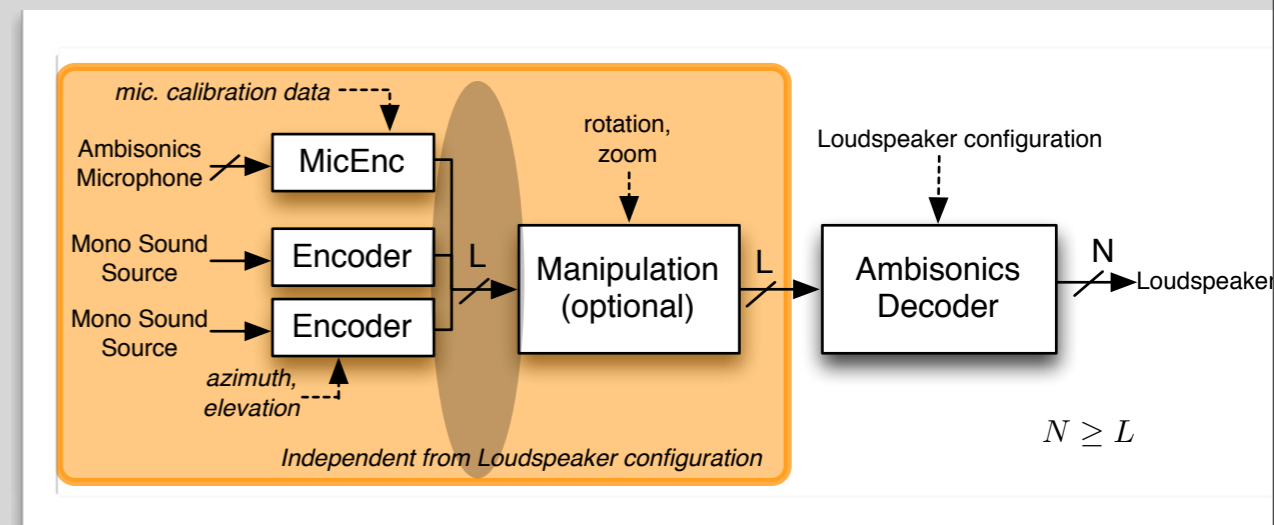 mic. calibration data
Ambisonics
Microphone
MicEnc
Mono Sound
Source
Encoder
Mono Sound
Source
Encoder
azimuth,
elevation
L
rotation,
zoom
Manipulation
(optional)
L
Independent from Loudspeaker configuration
Loudspeaker configuration
Ambisonics
Decoder
N
Loudspeaker
N ≥ L